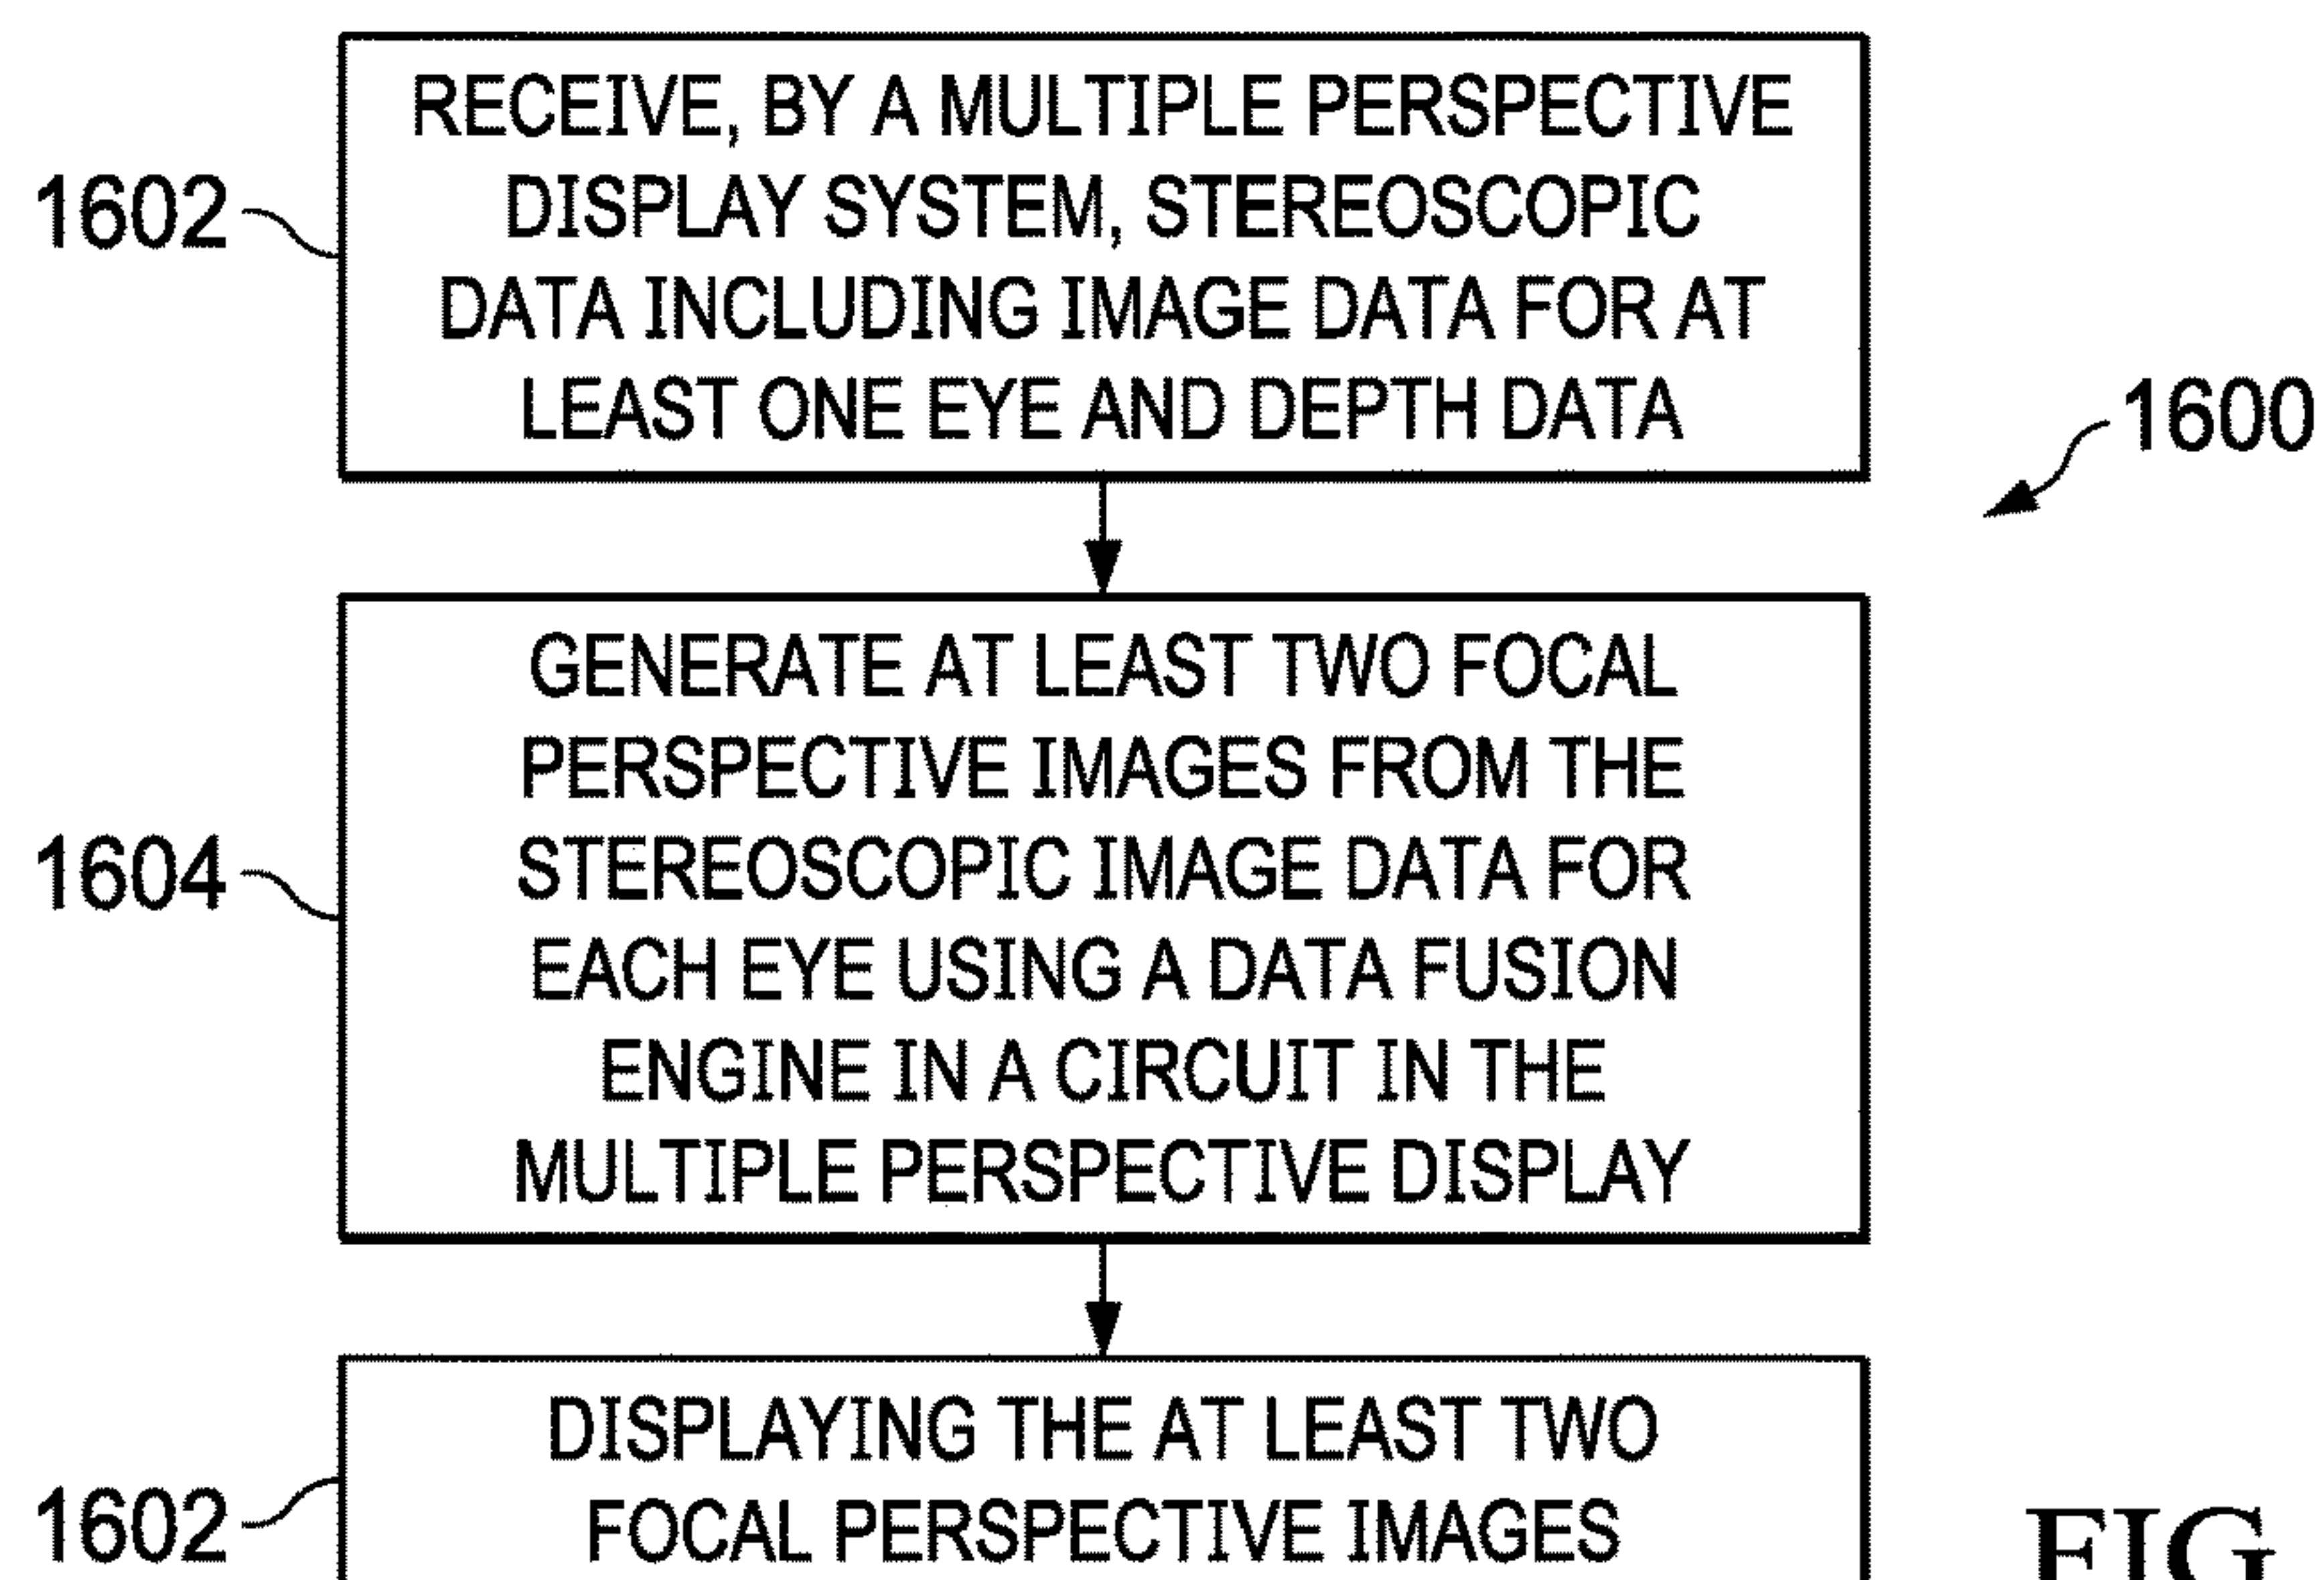 RECEIVE, BY A MULTIPLE PERSPECTIVE
DISPLAY SYSTEM, STEREOSCOPIC
DATA INCLUDING IMAGE DATA FOR AT
LEAST ONE EYE AND DEPTH DATA
1602
1600
GENERATE AT LEAST TWO FOCAL
PERSPECTIVE IMAGES FROM THE
STEREOSCOPIC IMAGE DATA FOR
EACH EYE USING A DATA FUSION
ENGINE IN A CIRCUIT IN THE
MULTIPLE PERSPECTIVE DISPLAY
1604
DISPLAYING THE AT LEAST TWO
FOCAL PERSPECTIVE IMAGES
1602
FIG